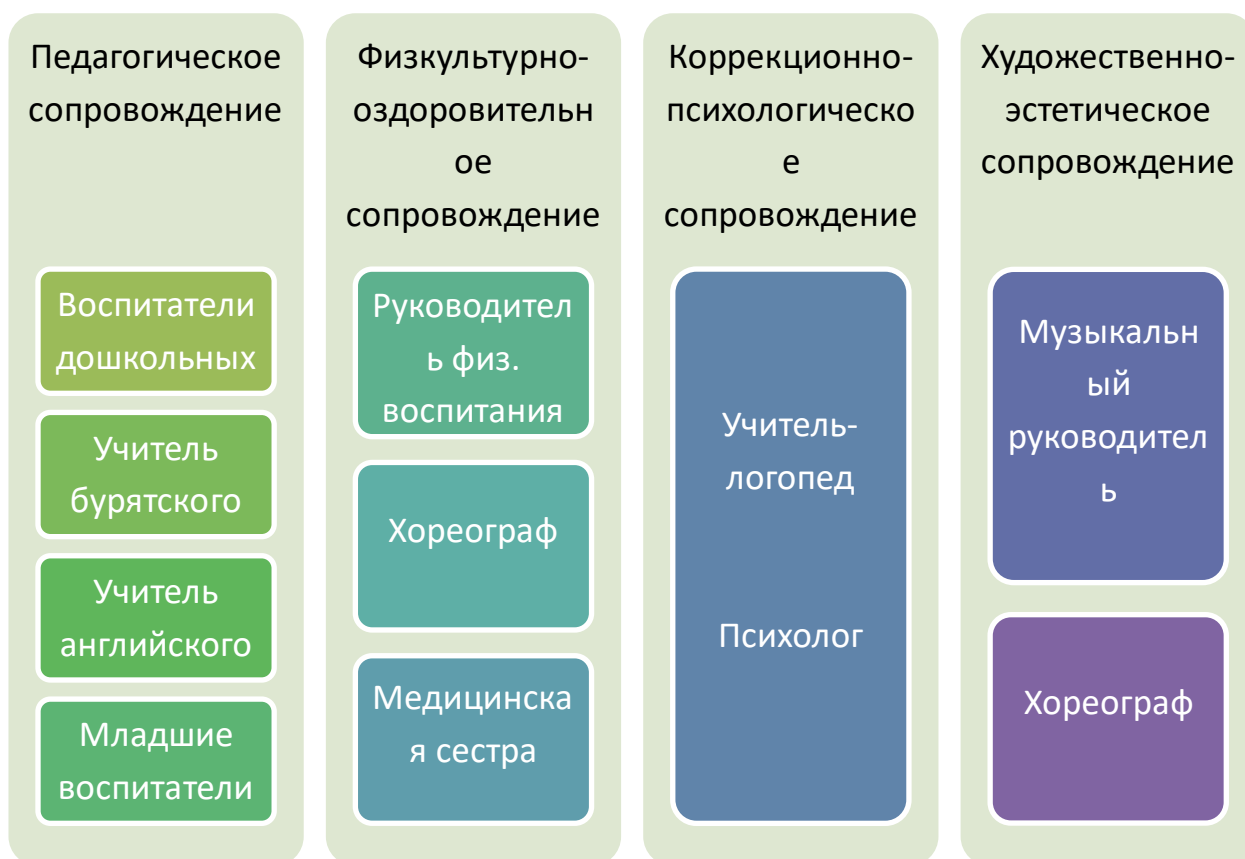 Педагогическое
сопровождение
Воспитатели
дошкольных
Учитель
бурятского
Учитель
английского
Младшие
воспитатели
Физкультурно-
оздоровительн
ое
сопровождение
Руководител
ь физ.
воспитания
Хореограф
Медицинска
я сестра
Коррекционно-
психологическо
е
сопровождение
Учитель-
логопед
Психолог
Художественно-
эстетическое
сопровождение
Музыкальн
ый
руководител
ь
Хореограф